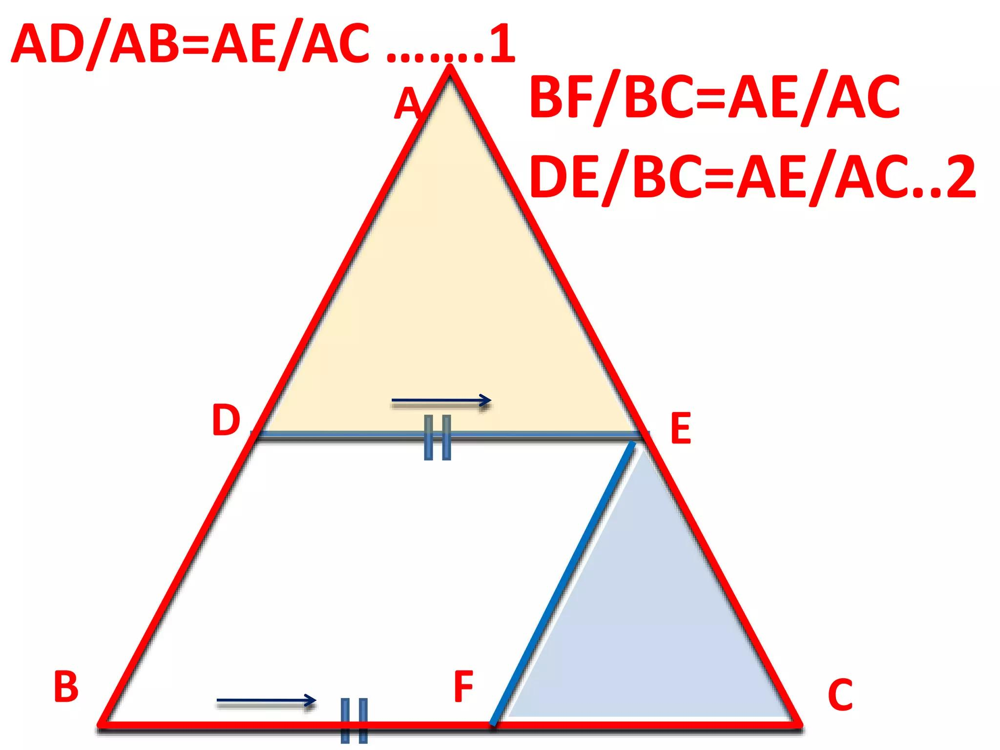 AD/AB=AE/AC …….1
A
BF/BC=AE/AC
DE/BC=AE/AC..2
D
E
B
F
C